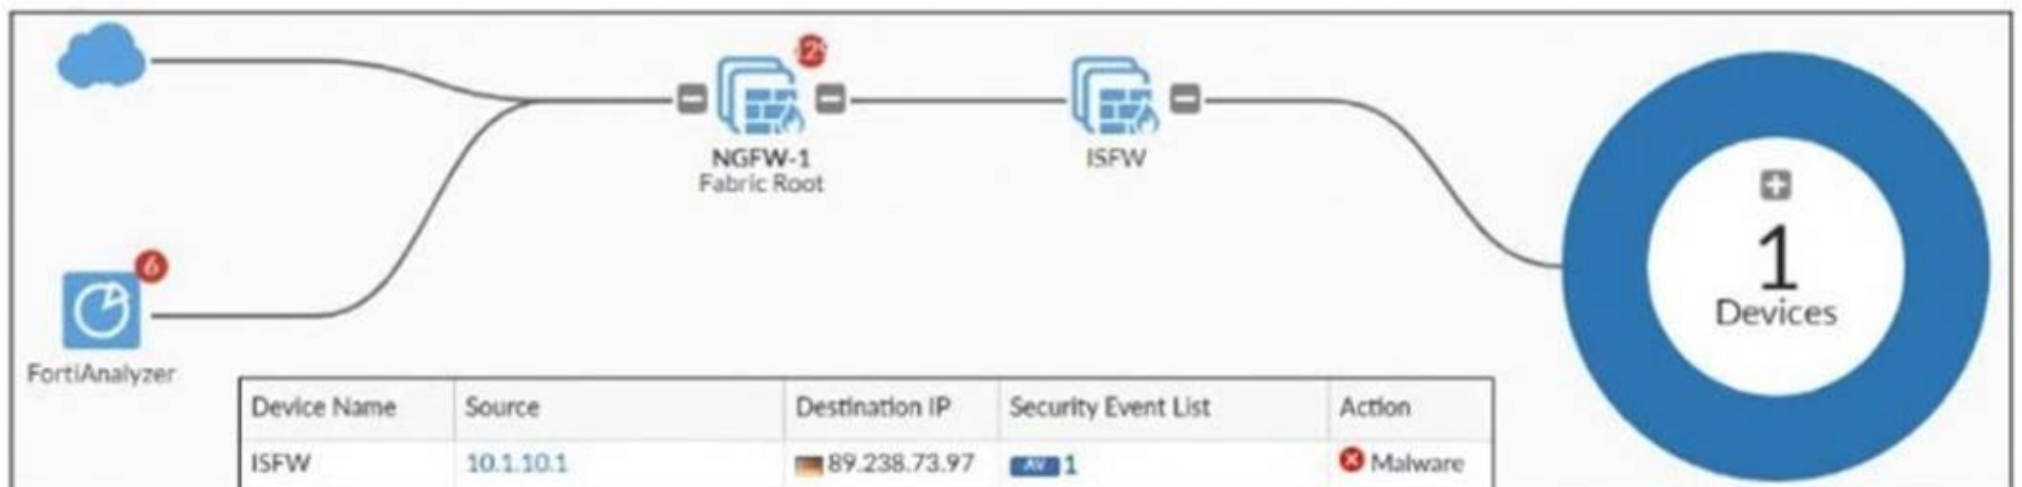 NGFW-1
Fabric Root
ISFW
6
FortiAnalyzer
1
Devices
Device Name Source Destination IP Security Event List Action
ISFW 10.1.10.1 89.238.73.97 AV 1 Malware